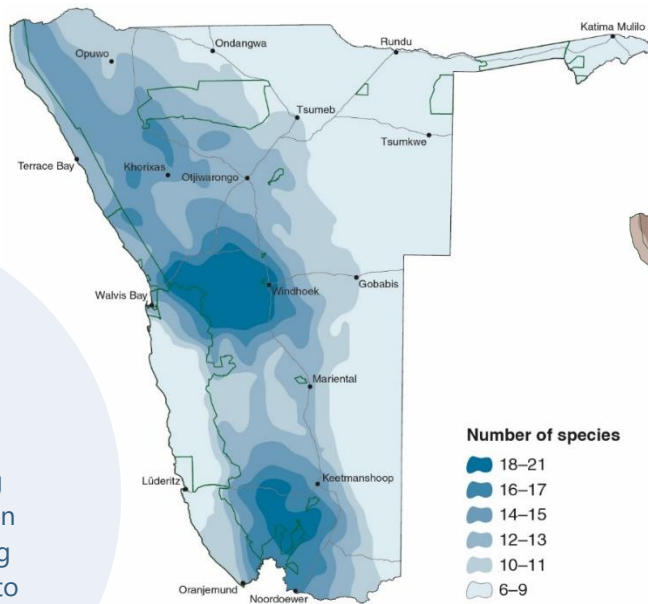 Katima Mulilo
Ondangwa
Rundu
Opuwo
Tsumeb
Tsumkwe
Terrace Bay
Khorixas
Otjiwarongo
Walvis Bay
Windhoek
Gobabis
Mariental
Lüderitz
Keetmanshoop
Oranjemund
Noordoewer
Number of species
18–21
16–17
14–15
12–13
10–11
6–9
to